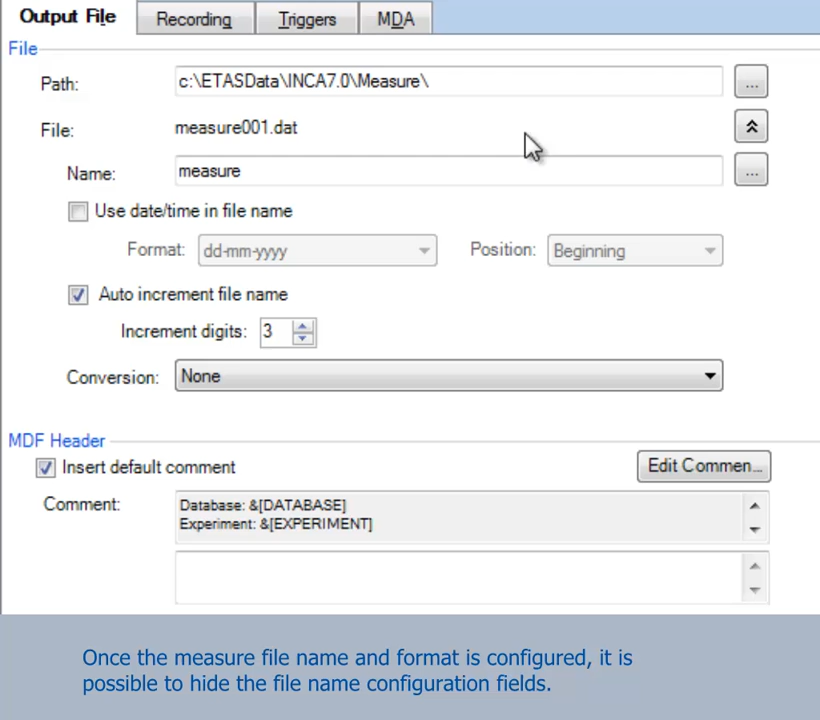 Output File Recording Triggers MDA
File
Path: c:\ETASData\INCA7.0\Measure\ ...
File: measure001.dat
Name: measure ...
Use date/time in file name
Format: dd-mm-yyyy Position: Beginning
Auto increment file name
Increment digits: 3
Conversion: None
MDF Header
Insert default comment Edit Commen...
Comment: Database: &[DATABASE]
Experiment: &[EXPERIMENT]
Once the measure file name and format is configured, it is
possible to hide the file name configuration fields.